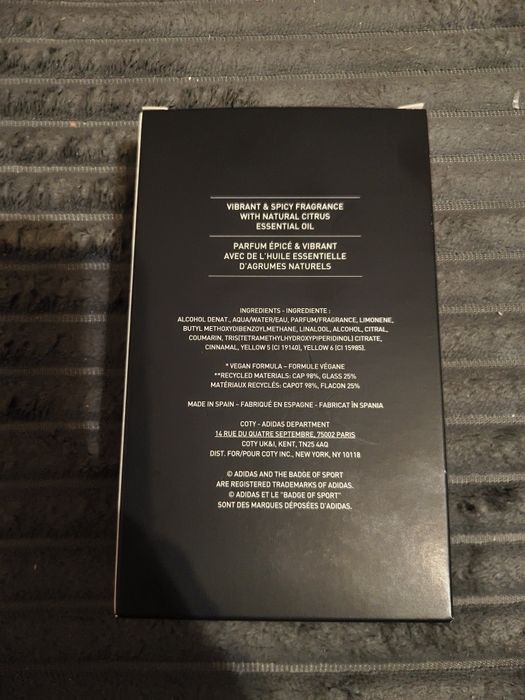 VIBRANT & SPICY FRAGRANCE
WITH NATURAL CITRUS
ESSENTIAL OIL
PARFUM ÉPICÉ & VIBRANT
AVEC DE L'HUILE ESSENTIELLE
D'AGRUMES NATURELS
INGREDIENTS - INGREDIENTE :
ALCOHOL DENAT., AQUA/WATER/EAU, PARFUM/FRAGRANCE, LIMONENE,
BUTYL METHOXYDIBENZOYLMETHANE, LINALOOL, ALCOHOL, CITRAL,
COUMARIN, TRIS(TETRAMETHYLHYDROXYPIPERIDINOL) CITRATE,
CINNAMAL, YELLOW 5 (CI 19140), YELLOW 6 (CI 15985).
* VEGAN FORMULA – FORMULE VÉGANE
**RECYCLED MATERIALS: CAP 98%, GLASS 25%
MATÉRIAUX RECYCLÉS: CAPOT 98%, FLACON 25%
MADE IN SPAIN – FABRIQUÉ EN ESPAGNE - FABRICAT ÎN SPANIA
COTY - ADIDAS DEPARTMENT
14 RUE DU QUATRE SEPTEMBRE, 75002 PARIS
COTY UK&I, KENT, TN25 4AQ
DIST. FOR/POUR COTY INC., NEW YORK, NY 10118
© ADIDAS AND THE BADGE OF SPORT
ARE REGISTERED TRADEMARKS OF ADIDAS.
© ADIDAS ET LE "BADGE OF SPORT"
SONT DES MARQUES DÉPOSÉES D'ADIDAS.